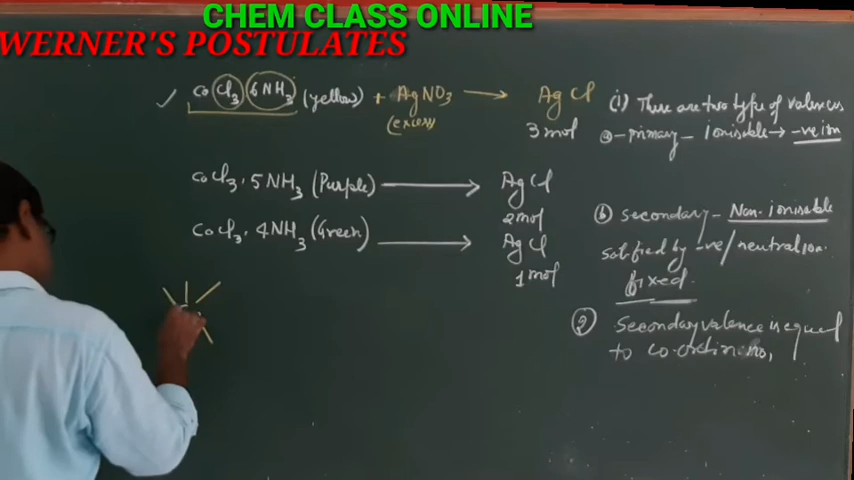 CHEM CLASS ONLINE
WERNER'S POSTULATES
CoCl3 6NH3 (yellow) + AgNO3 → AgCl
(excess)
3 mol
CoCl3. 5NH3 (Purple) → AgCl
2 mol
CoCl3. 4NH3 (Green) → AgCl
1 mol
(1) There are two type of valences
(a) - primary - ionisable → -ve ion
(b) secondary - Non-ionisable
satisfied by -ve/neutral ion.
fixed
(2) Secondary valence is equal
to co-ordin no,